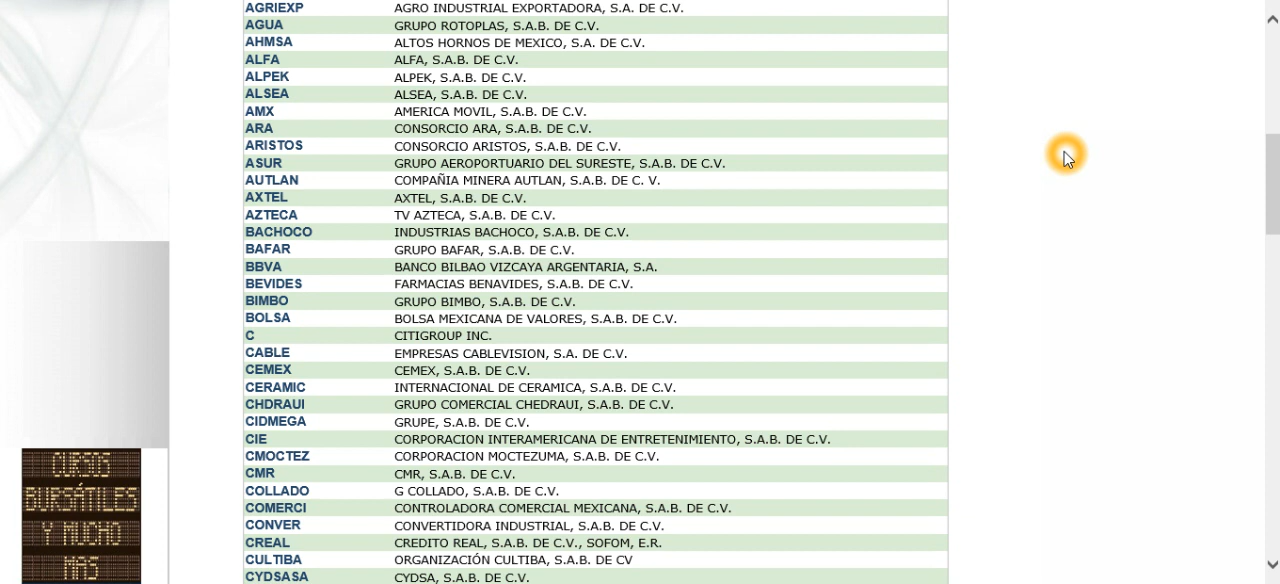 AGRIEXP AGRO INDUSTRIAL EXPORTADORA, S.A. DE C.V.
AGUA GRUPO ROTOPLAS, S.A.B. DE C.V.
AHMSA ALTOS HORNOS DE MEXICO, S.A. DE C.V.
ALFA ALFA, S.A.B. DE C.V.
ALPEK ALPEK, S.A.B. DE C.V.
ALSEA ALSEA, S.A.B. DE C.V.
AMX AMERICA MOVIL, S.A.B. DE C.V.
ARA CONSORCIO ARA, S.A.B. DE C.V.
ARISTOS CONSORCIO ARISTOS, S.A.B. DE C.V.
ASUR GRUPO AEROPORTUARIO DEL SURESTE, S.A.B. DE C.V.
AUTLAN COMPAÑIA MINERA AUTLAN, S.A.B. DE C. V.
AXTEL AXTEL, S.A.B. DE C.V.
AZTECA TV AZTECA, S.A.B. DE C.V.
BACHOCO INDUSTRIAS BACHOCO, S.A.B. DE C.V.
BAFAR GRUPO BAFAR, S.A.B. DE C.V.
BBVA BANCO BILBAO VIZCAYA ARGENTARIA, S.A.
BEVIDES FARMACIAS BENAVIDES, S.A.B. DE C.V.
BIMBO GRUPO BIMBO, S.A.B. DE C.V.
BOLSA BOLSA MEXICANA DE VALORES, S.A.B. DE C.V.
C CITIGROUP INC.
CABLE EMPRESAS CABLEVISION, S.A. DE C.V.
CEMEX CEMEX, S.A.B. DE C.V.
CERAMIC INTERNACIONAL DE CERAMICA, S.A.B. DE C.V.
CHDRAUI GRUPO COMERCIAL CHEDRAUI, S.A.B. DE C.V.
CIDMEGA GRUPE, S.A.B. DE C.V.
CIE CORPORACION INTERAMERICANA DE ENTRETENIMIENTO, S.A.B. DE C.V.
CMOCTEZ CORPORACION MOCTEZUMA, S.A.B. DE C.V.
CMR CMR, S.A.B. DE C.V.
COLLADO G COLLADO, S.A.B. DE C.V.
COMERCI CONTROLADORA COMERCIAL MEXICANA, S.A.B. DE C.V.
CONVER CONVERTIDORA INDUSTRIAL, S.A.B. DE C.V.
CREAL CREDITO REAL, S.A.B. DE C.V., SOFOM, E.R.
CULTIBA ORGANIZACIÓN CULTIBA, S.A.B. DE CV
CYDSASA CYDSA, S.A.B. DE C.V.
CURSOS
BURSÁTILES
Y MUCHO
MAS